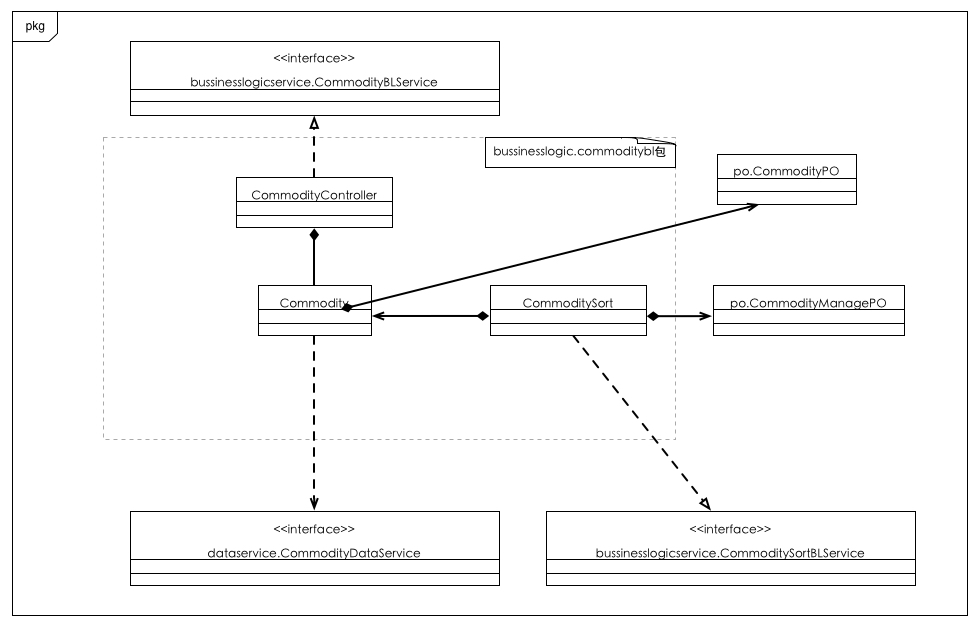 pkg
<<interface>>
bussinesslogicservice.CommodityBLService
bussinesslogic.commoditybl包
po.CommodityPO
CommodityController
Commodity
CommoditySort
po.CommodityManagePO
<<interface>>
dataservice.CommodityDataService
<<interface>>
bussinesslogicservice.CommoditySortBLService